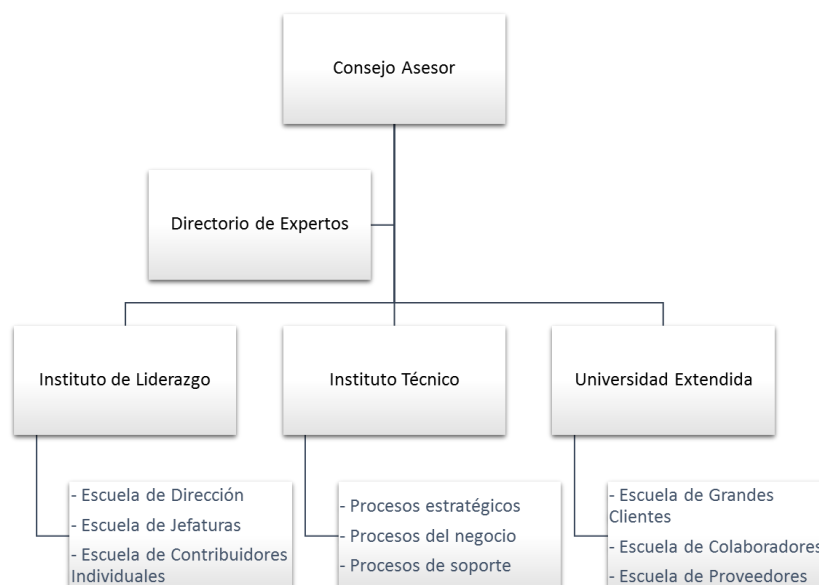 Consejo Asesor
Directorio de Expertos
Instituto de Liderazgo
Instituto Técnico
Universidad Extendida
- Escuela de Dirección
- Escuela de Jefaturas
- Escuela de Contribuidores
Individuales
- Procesos estratégicos
- Procesos del negocio
- Procesos de soporte
- Escuela de Grandes
Clientes
- Escuela de Colaboradores
- Escuela de Proveedores